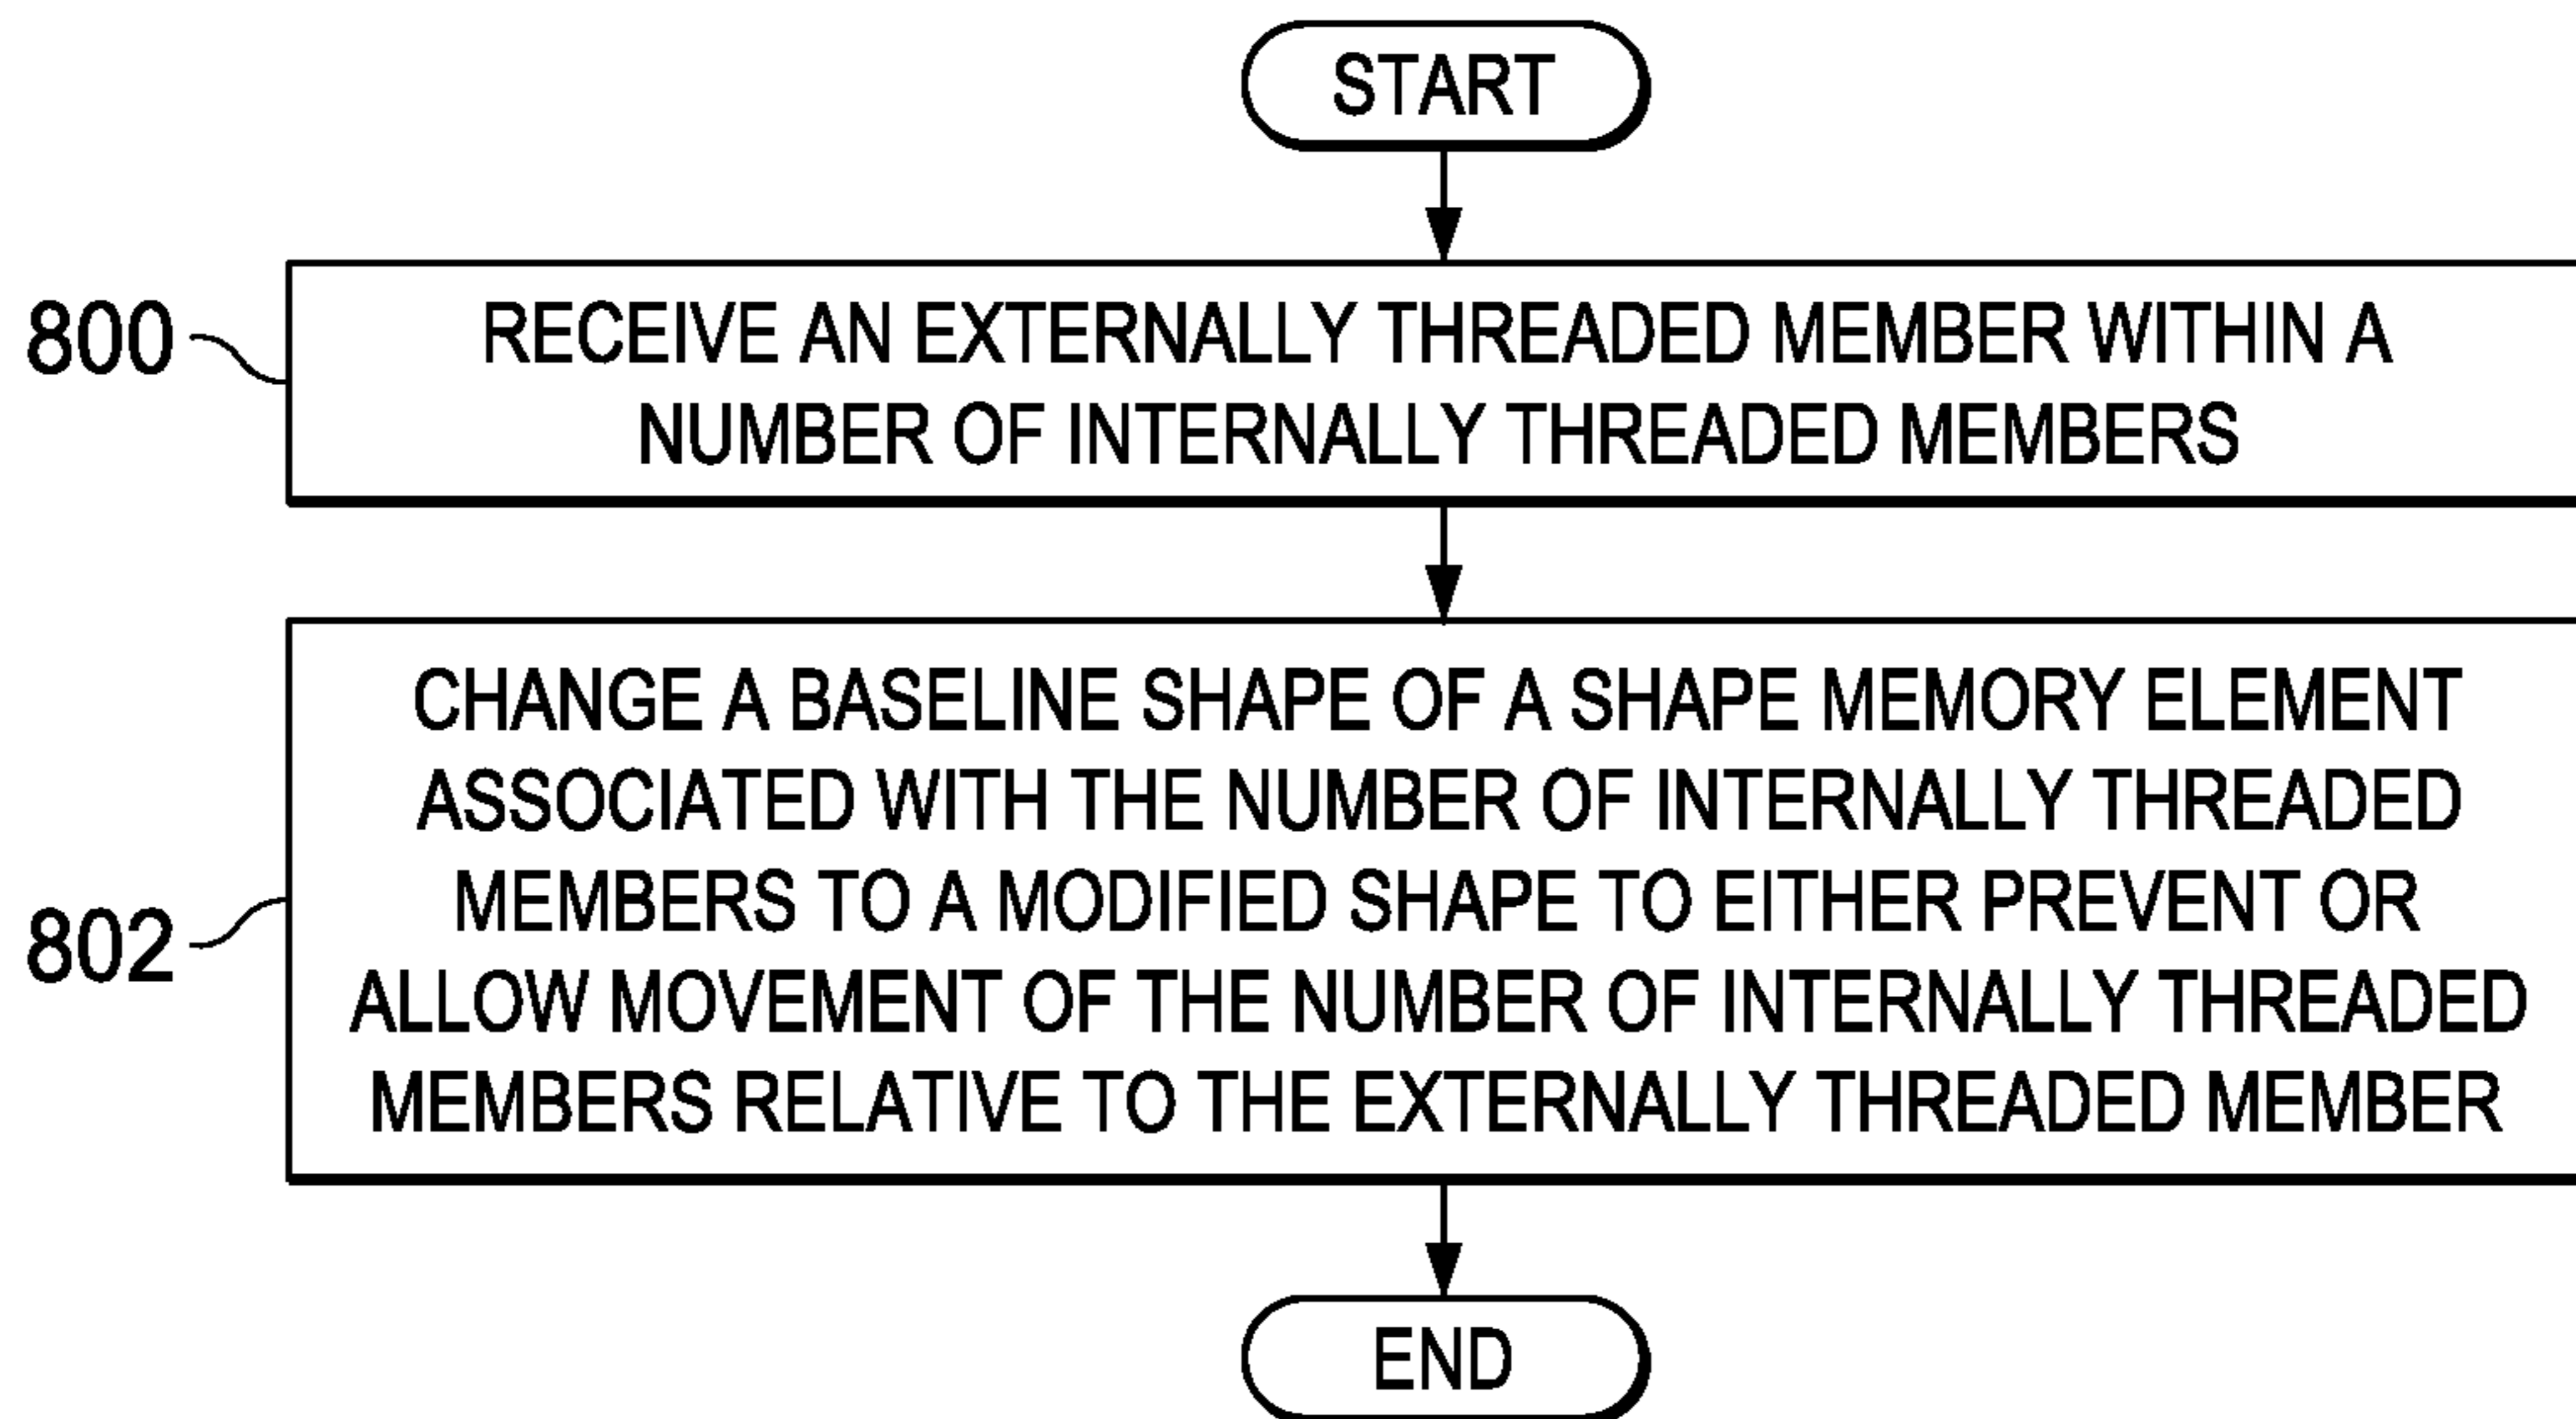 START
800
RECEIVE AN EXTERNALLY THREADED MEMBER WITHIN A
NUMBER OF INTERNALLY THREADED MEMBERS
802
CHANGE A BASELINE SHAPE OF A SHAPE MEMORY ELEMENT
ASSOCIATED WITH THE NUMBER OF INTERNALLY THREADED
MEMBERS TO A MODIFIED SHAPE TO EITHER PREVENT OR
ALLOW MOVEMENT OF THE NUMBER OF INTERNALLY THREADED
MEMBERS RELATIVE TO THE EXTERNALLY THREADED MEMBER
END